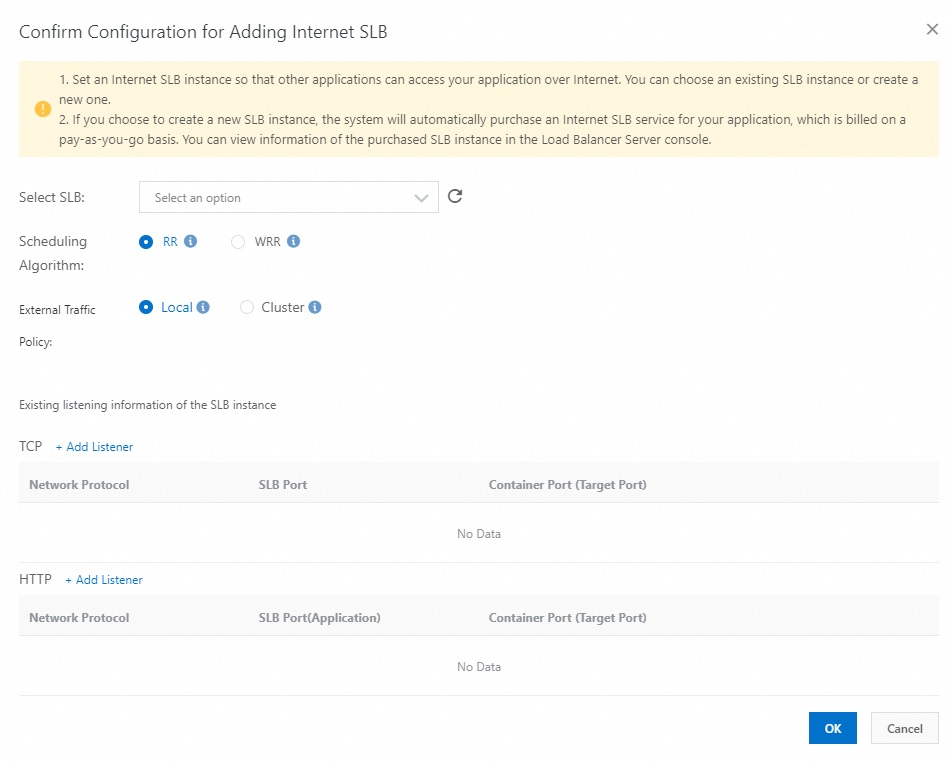 Confirm Configuration for Adding Internet SLB
1. Set an Internet SLB instance so that other applications can access your application over Internet. You can choose an existing SLB instance or create a
new one.
2. If you choose to create a new SLB instance, the system will automatically purchase an Internet SLB service for your application, which is billed on a
pay-as-you-go basis. You can view information of the purchased SLB instance in the Load Balancer Server console.
Select SLB:
Select an option
Scheduling
Algorithm:
RR
WRR
External Traffic
Policy:
Local
Cluster
Existing listening information of the SLB instance
TCP + Add Listener
Network Protocol SLB Port Container Port (Target Port)
No Data
HTTP + Add Listener
Network Protocol SLB Port(Application) Container Port (Target Port)
No Data
OK Cancel